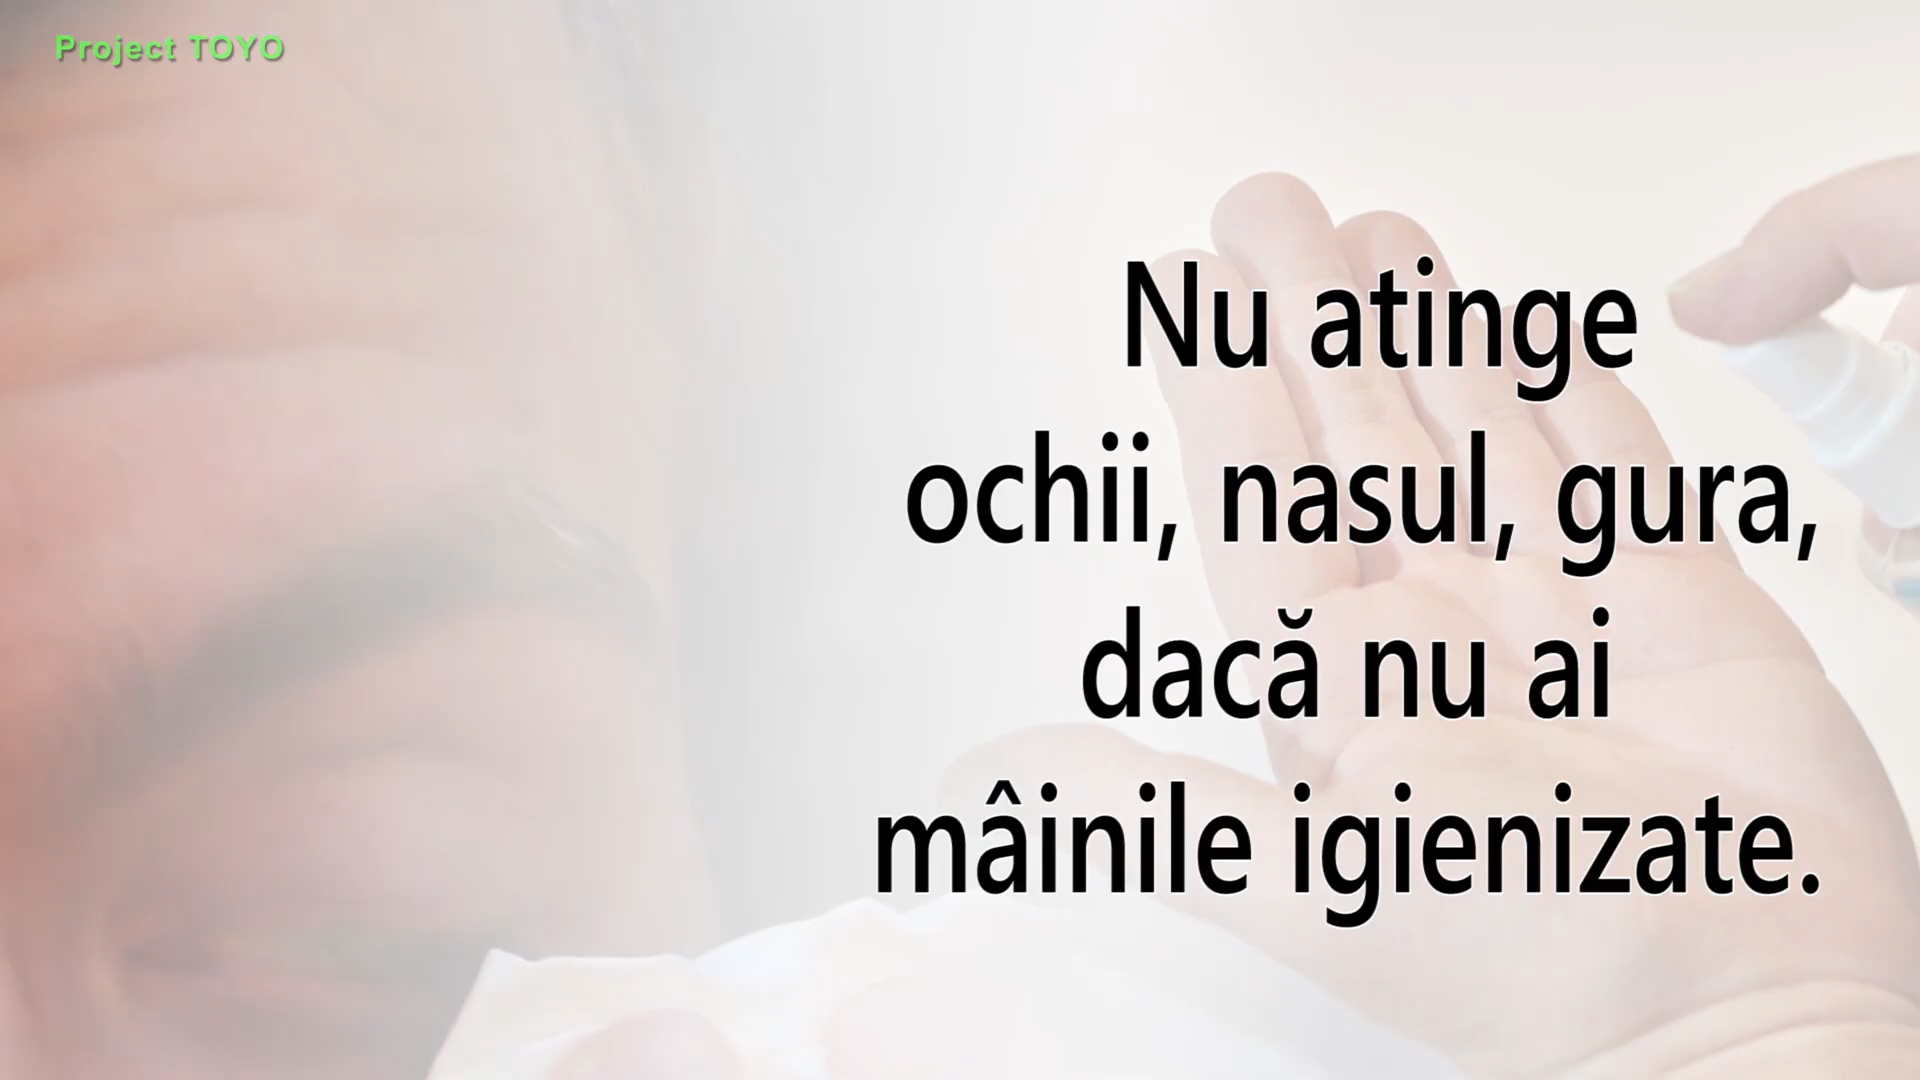 Project TOYO
Nu atinge
ochii, nasul, gura,
dacă nu ai
mâinile igienizate.